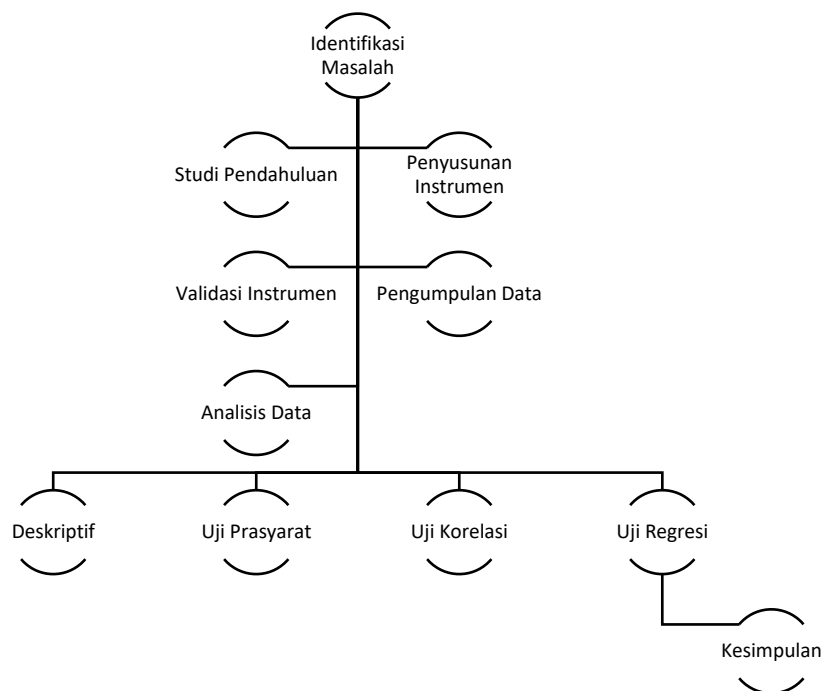 Identifikasi
Masalah
Studi Pendahuluan
Penyusunan
Instrumen
Validasi Instrumen
Pengumpulan Data
Analisis Data
Deskriptif
Uji Prasyarat
Uji Korelasi
Uji Regresi
Kesimpulan